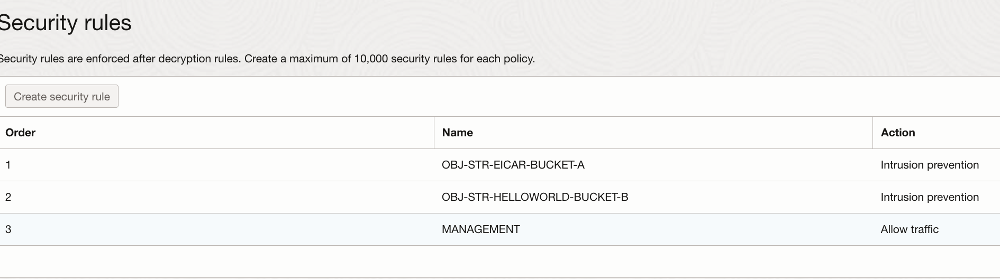 Security rules
Security rules are enforced after decryption rules. Create a maximum of 10,000 security rules for each policy.
Create security rule
Order Name Action
1 OBJ-STR-EICAR-BUCKET-A Intrusion prevention
2 OBJ-STR-HELLOWORLD-BUCKET-B Intrusion prevention
3 MANAGEMENT Allow traffic